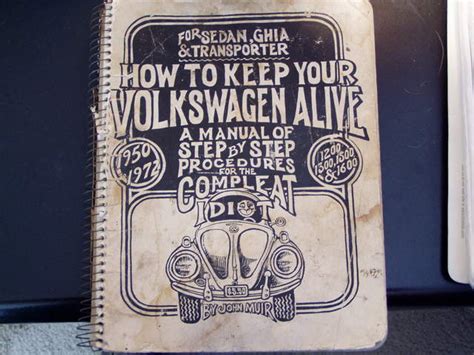 FOR SEDAN, GHIA
& TRANSPORTER
HOW TO KEEP YOUR
VOLKSWAGEN ALIVE
A MANUAL OF
STEP BY STEP
PROCEDURES
FOR THE
COMPLEAT
IDIOT
1950
1972
1200
1300, 1500
& 1600
BY JOHN MUIR